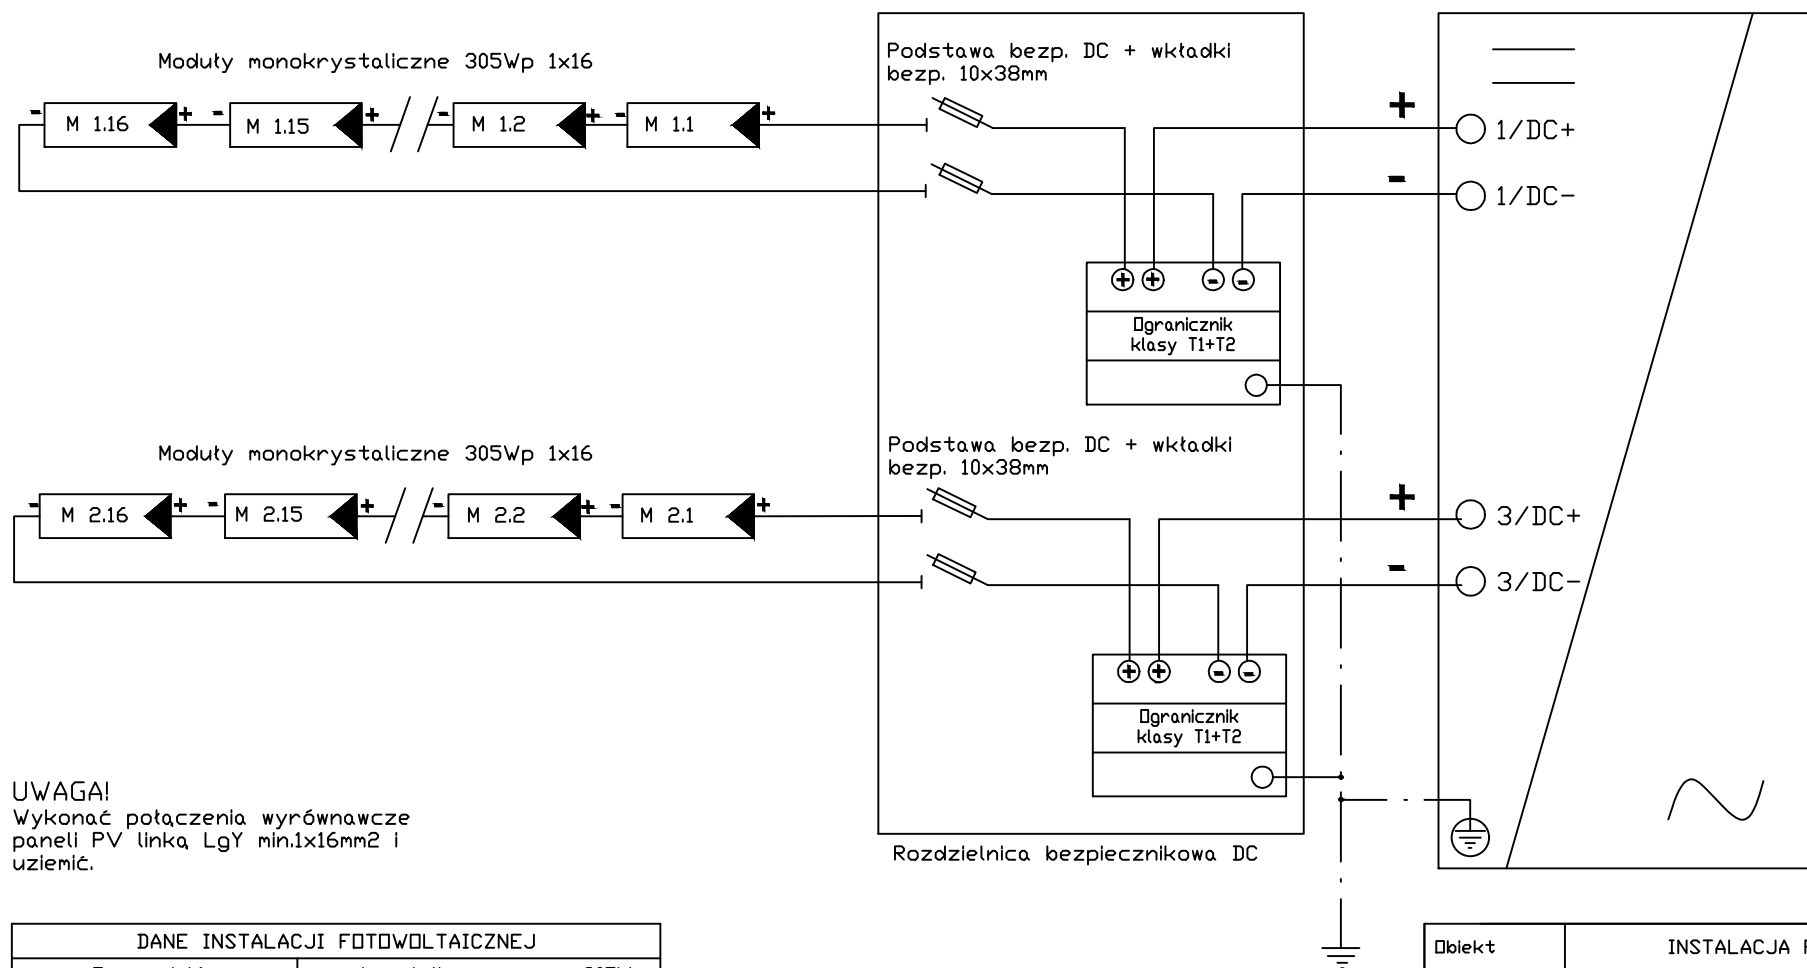 Moduły monokrystaliczne 305Wp 1x16
- M 1.16 + - M 1.15 + - M 1.2 + - M 1.1 +
Podstawa bezp. DC + wkładki
bezp. 10x38mm
+
1/DC+
-
1/DC-
+ + - -
Ogranicznik
klasy T1+T2
Moduły monokrystaliczne 305Wp 1x16
- M 2.16 + - M 2.15 + - M 2.2 + - M 2.1 +
Podstawa bezp. DC + wkładki
bezp. 10x38mm
+
3/DC+
-
3/DC-
+ + - -
Ogranicznik
klasy T1+T2
UWAGA!
Wykonać połączenia wyrównawcze
paneli PV linką LgY min.1x16mm2 i
uziemić.
Rozdzielnica bezpiecznikowa DC
DANE INSTALACJI FOTOWOLTAICZNEJ
Obiekt
INSTALACJA